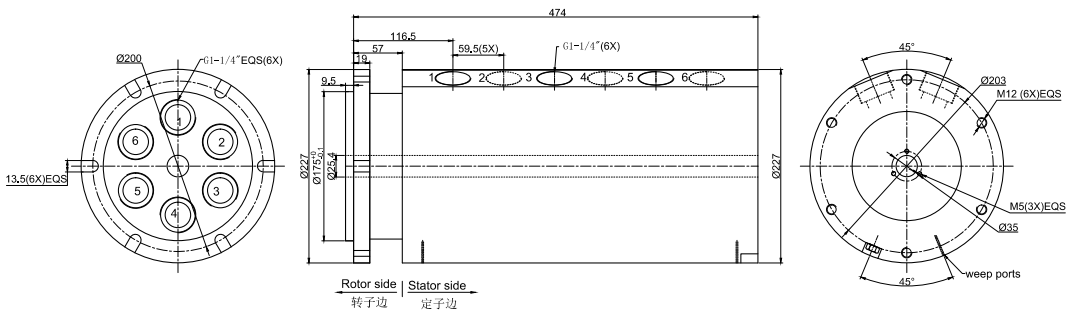 Ø200
G1-1/4"EQS(6X)
1
2
3
4
5
6
13.5(6X)EQS
474
116.5
57
19
9.5
59.5(5X)
G1-1/4"(6X)
1
2
3
4
5
6
Ø227
Ø175+0-0.1
Ø25.4
Ø227
Rotor side
Stator side
转子边
定子边
45°
Ø203
M12 (6X)EQS
M5(3X)EQS
Ø35
weep ports
45°